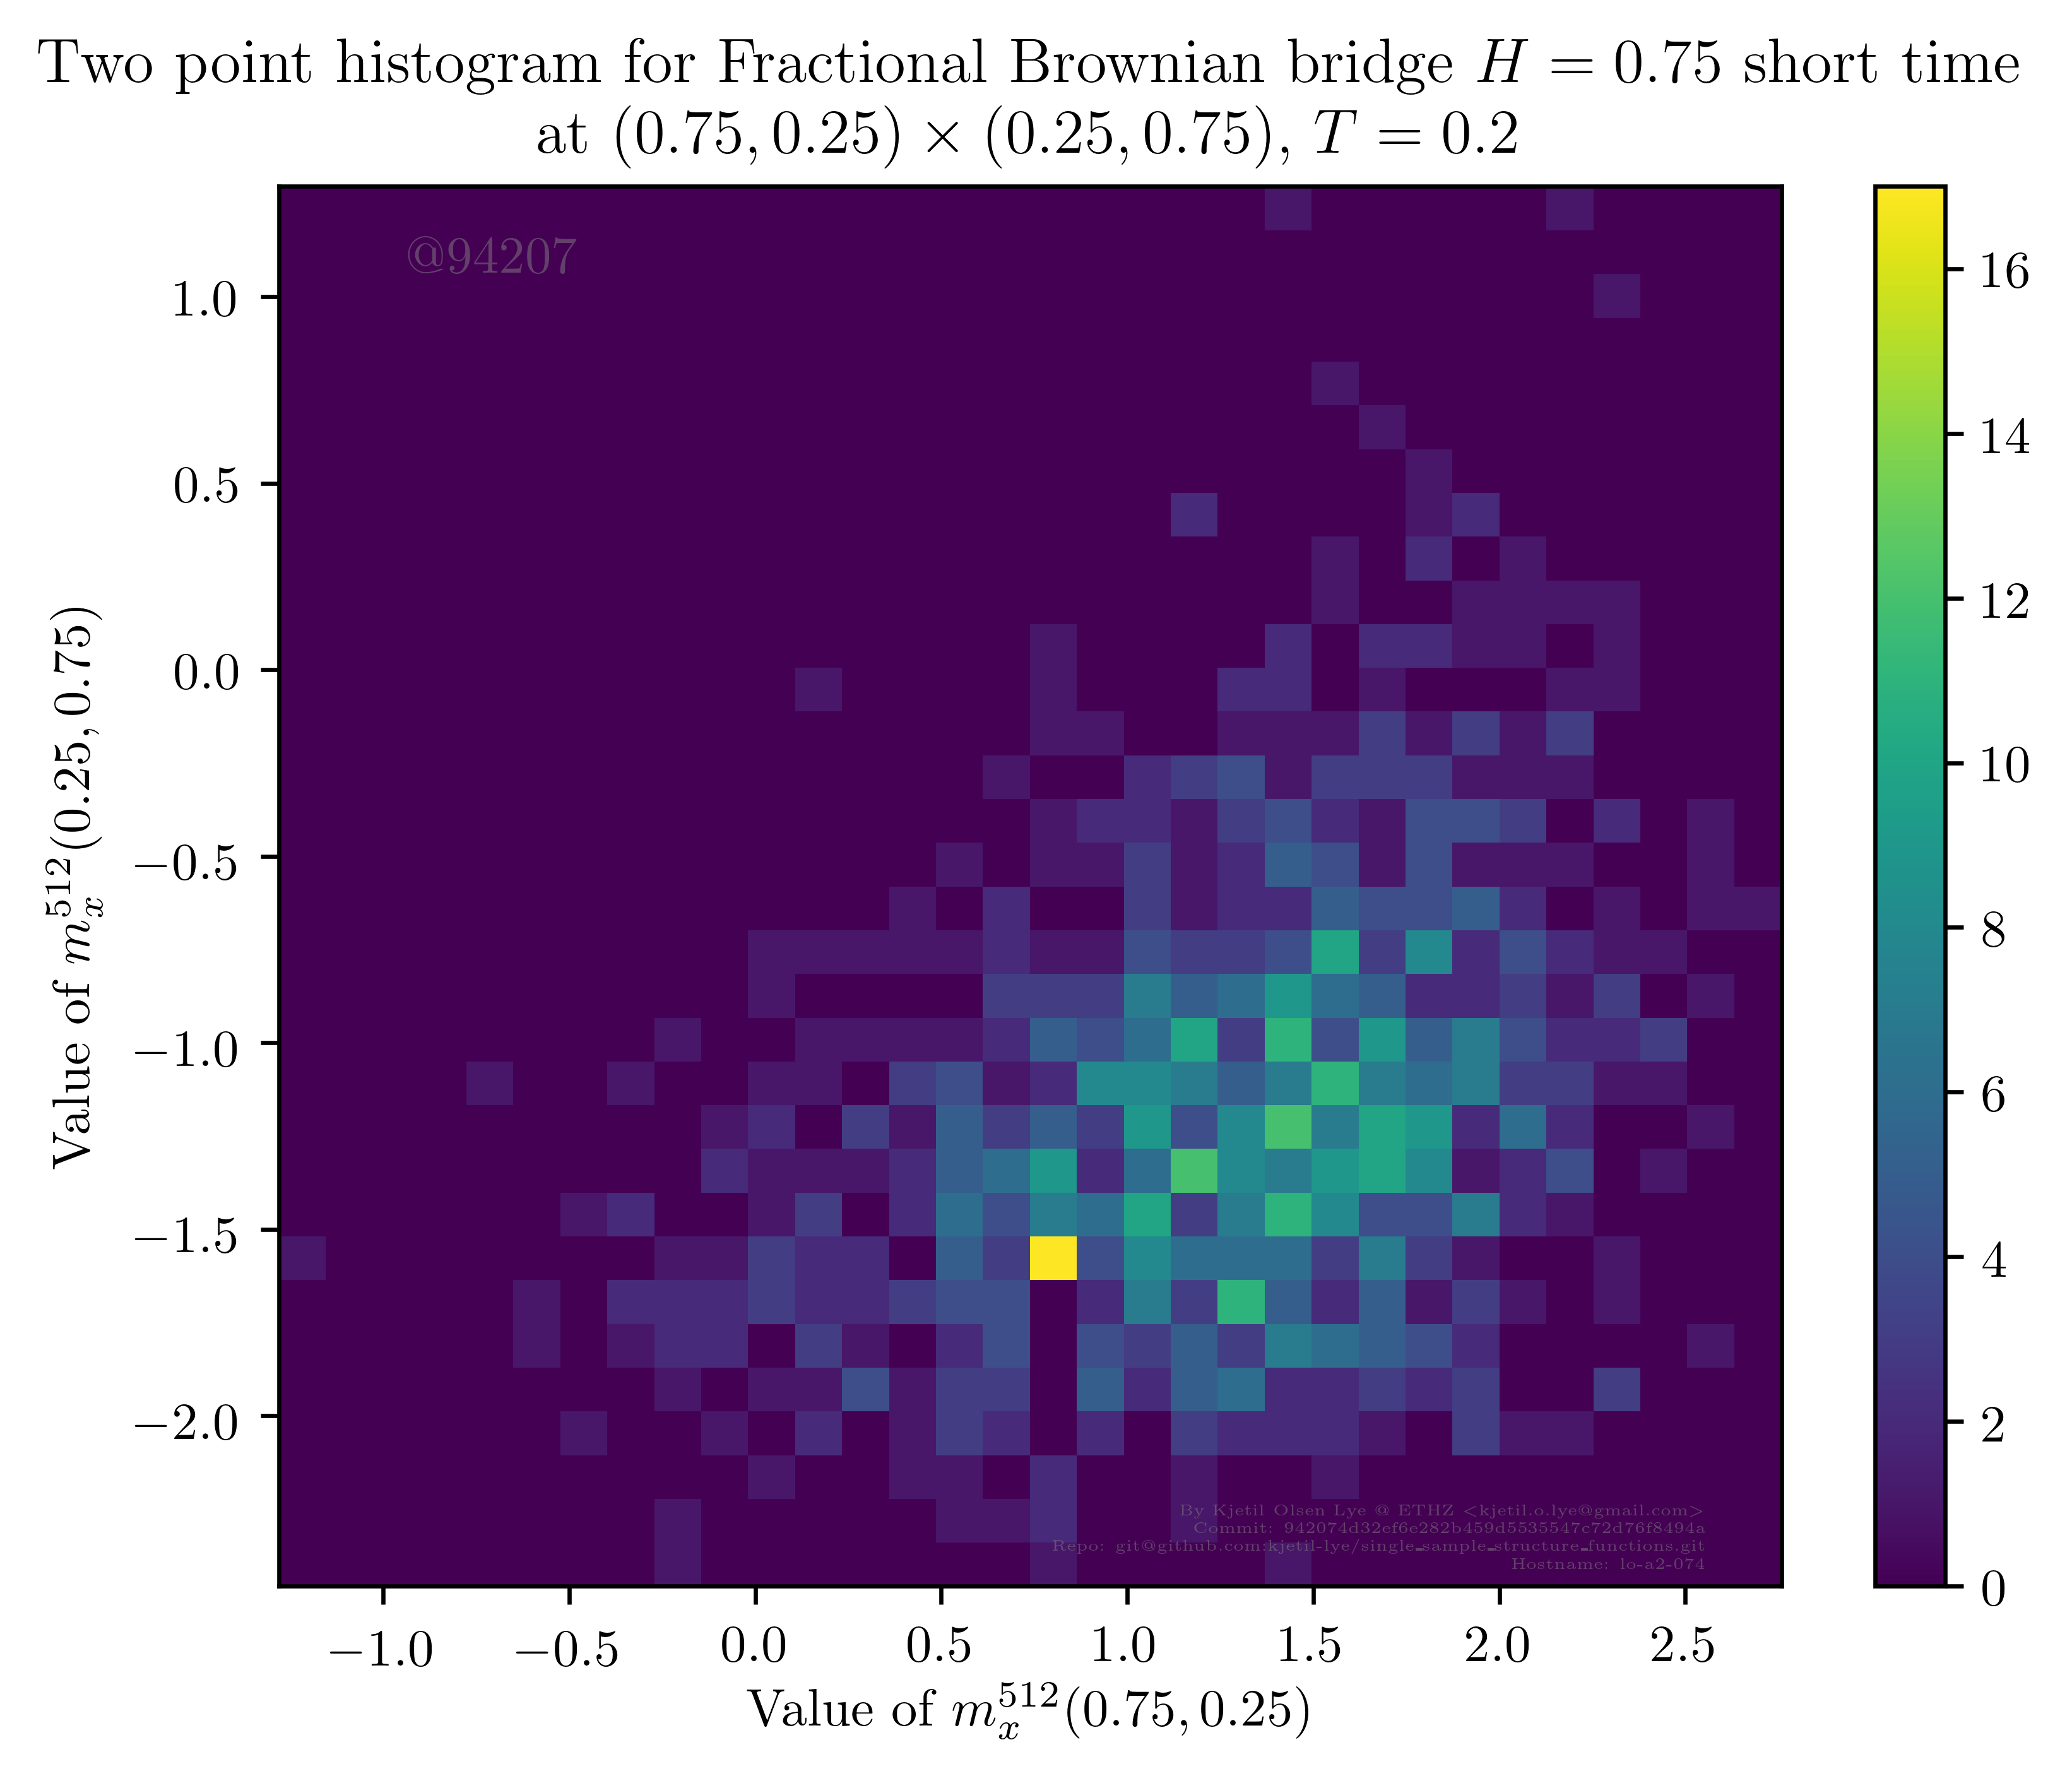 Two point histogram for Fractional Brownian bridge H = 0.75 short time
at (0.75, 0.25) × (0.25, 0.75), T = 0.2
@94207
1.0
0.5
0.0
−0.5
−1.0
−1.5
−2.0
Value of m_x^512(0.25, 0.75)
−1.0 −0.5 0.0 0.5 1.0 1.5 2.0 2.5
Value of m_x^512(0.75, 0.25)
16
14
12
10
8
6
4
2
0
By Kjetil Olsen Lye @ ETHZ <kjetil.o.lye@gmail.com>
Commit: 942074d32ef6e282b459d5535547c72d76f8494a
Repo: git@github.com:kjetil-lye/single_sample_structure_functions.git
Hostname: lo-a2-074